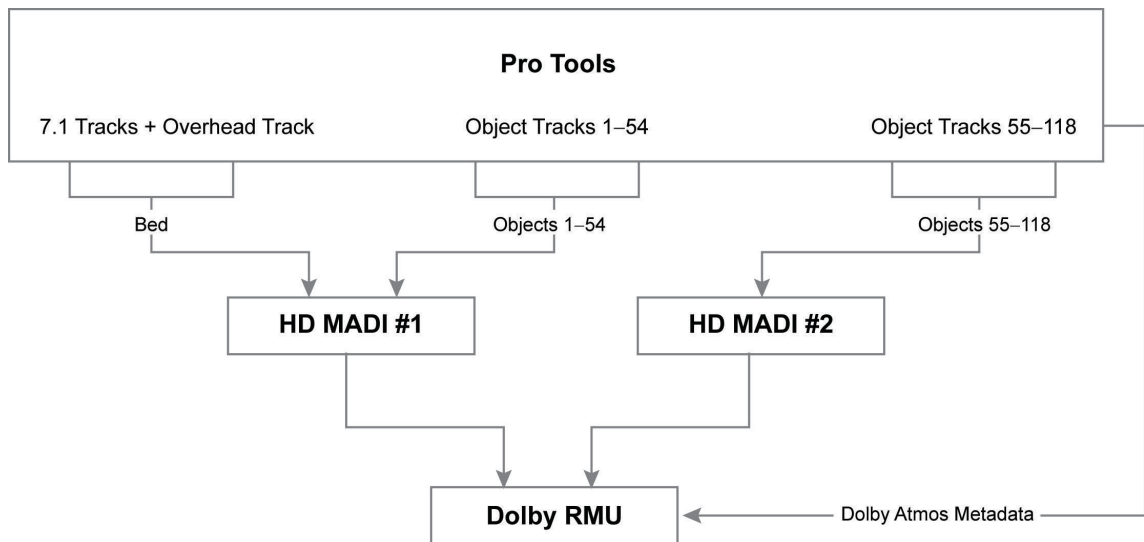 Pro Tools
7.1 Tracks + Overhead Track
Object Tracks 1–54
Object Tracks 55–118
Bed
Objects 1–54
Objects 55–118
HD MADI #1
HD MADI #2
Dolby RMU
Dolby Atmos Metadata